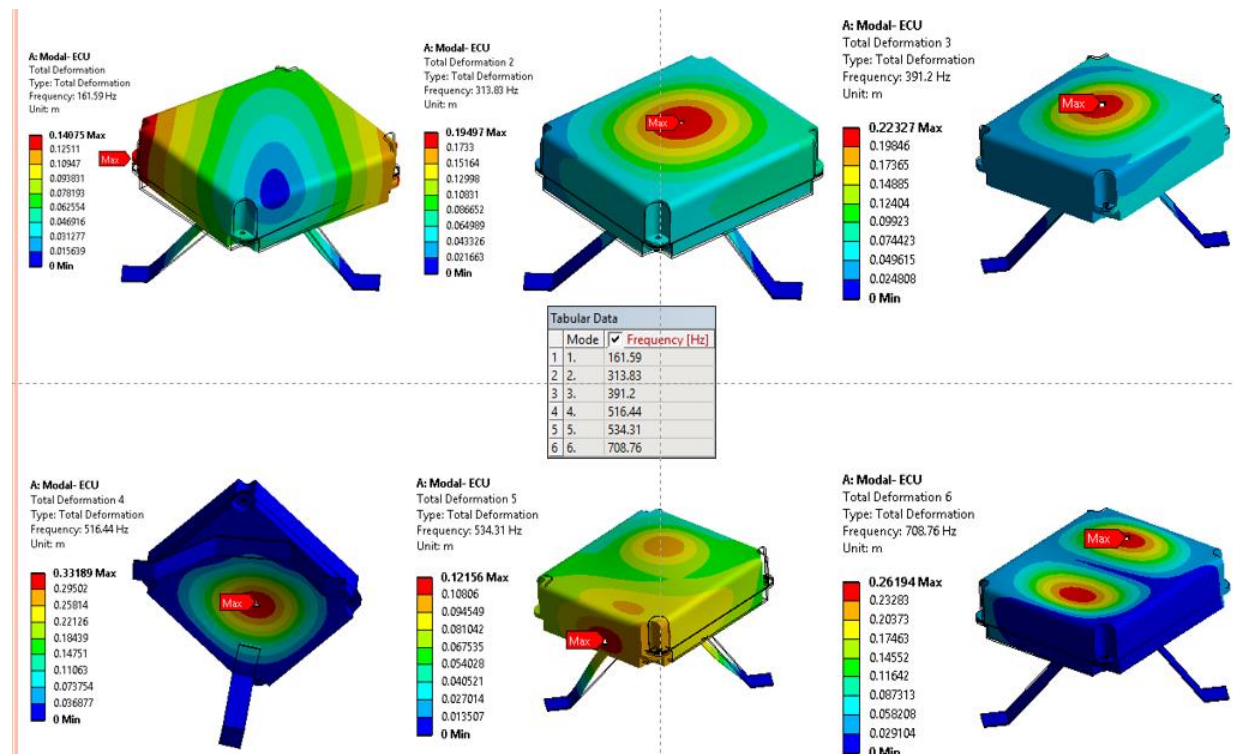 A: Modal- ECU
Total Deformation
Type: Total Deformation
Frequency: 161.59 Hz
Unit: m
0.14075 Max
0.12511
0.10947
0.093831
0.078193
0.062554
0.046916
0.031277
0.015639
0 Min
Max
A: Modal- ECU
Total Deformation 2
Type: Total Deformation
Frequency: 313.83 Hz
Unit: m
0.19497 Max
0.1733
0.15164
0.12998
0.10831
0.086652
0.064989
0.043326
0.021663
0 Min
Max
A: Modal- ECU
Total Deformation 3
Type: Total Deformation
Frequency: 391.2 Hz
Unit: m
0.22327 Max
0.19846
0.17365
0.14885
0.12404
0.09923
0.074423
0.049615
0.024808
0 Min
Max
Tabular Data
Mode Frequency [Hz]
1 1. 161.59
2 2. 313.83
3 3. 391.2
4 4. 516.44
5 5. 534.31
6 6. 708.76
A: Modal- ECU
Total Deformation 4
Type: Total Deformation
Frequency: 516.44 Hz
Unit: m
0.33189 Max
0.29502
0.25814
0.22126
0.18439
0.14751
0.11063
0.073754
0.036877
0 Min
Max
A: Modal- ECU
Total Deformation 5
Type: Total Deformation
Frequency: 534.31 Hz
Unit: m
0.12156 Max
0.10806
0.094549
0.081042
0.067535
0.054028
0.040521
0.027014
0.013507
0 Min
Max
A: Modal- ECU
Total Deformation 6
Type: Total Deformation
Frequency: 708.76 Hz
Unit: m
0.26194 Max
0.23283
0.20373
0.17463
0.14552
0.11642
0.087313
0.058208
0.029104
0 Min
Max